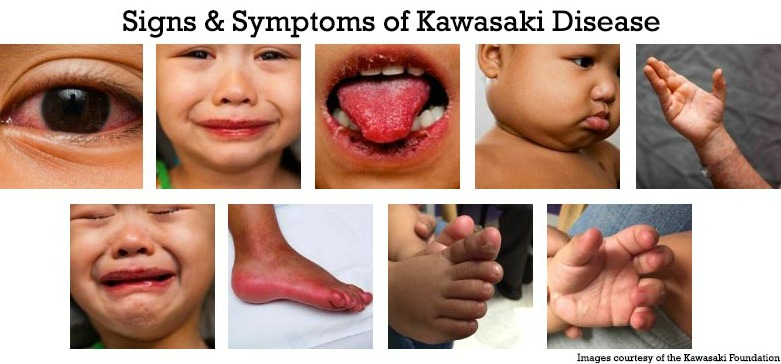 Signs & Symptoms of Kawasaki Disease
Images courtesy of the Kawasaki Foundation